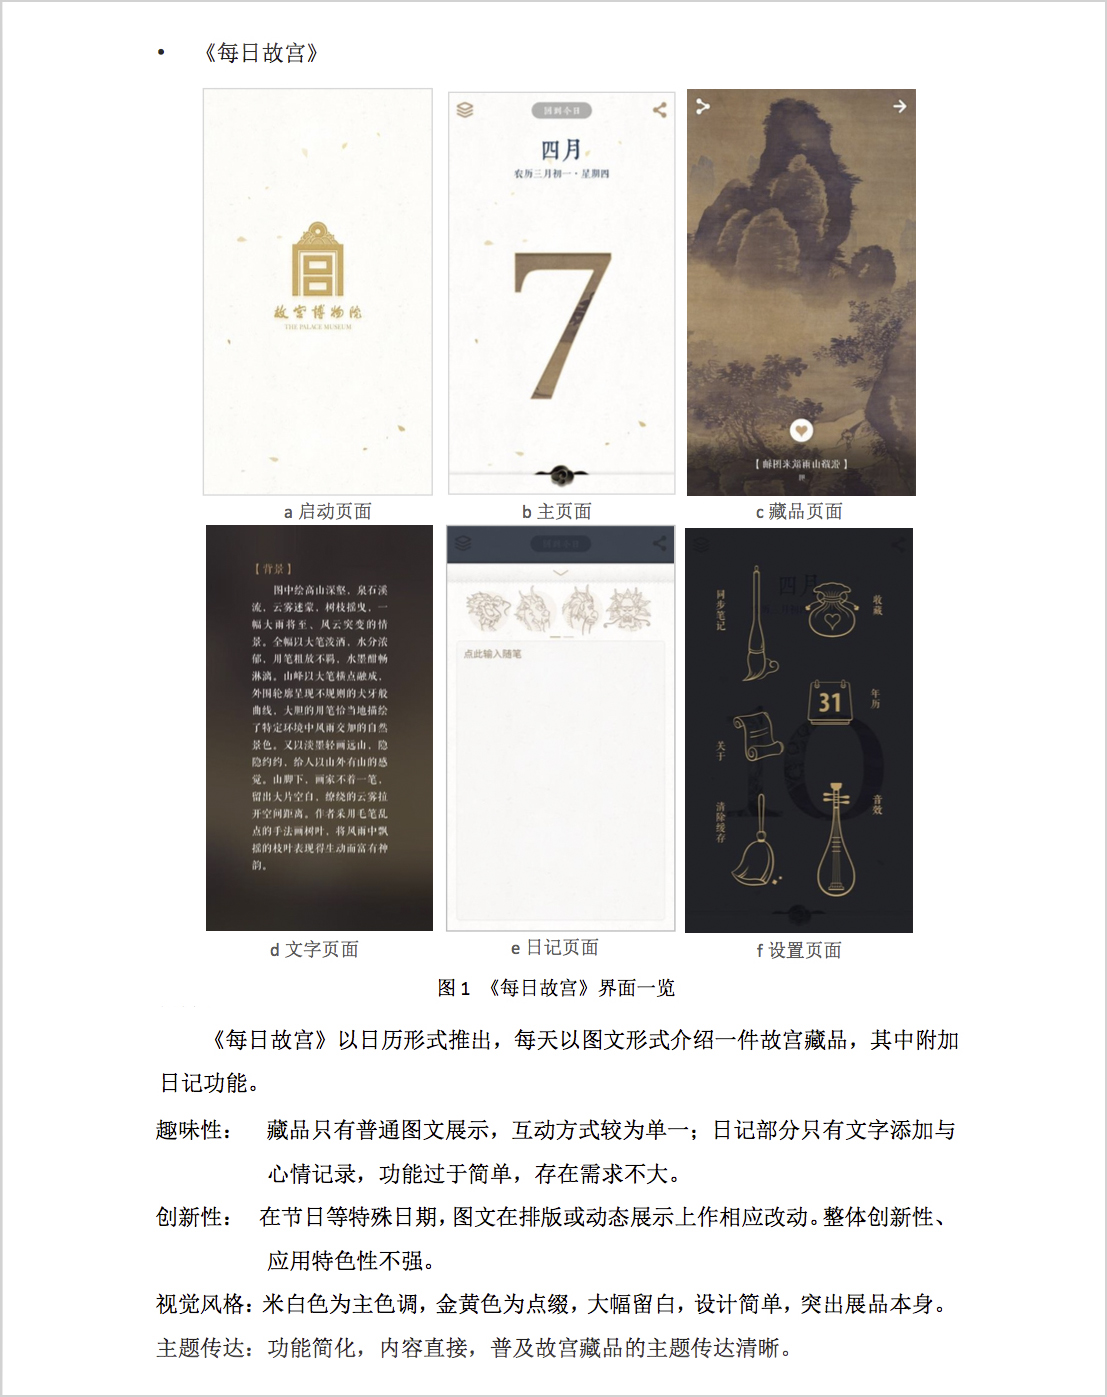 • 《每日故宫》
故宫博物院
THE PALACE MUSEUM
回到今日
四月
农历三月初一·星期四
7
a 启动页面
b 主页面
c 藏品页面
【背景】
图中绘高山深壑，泉石溪
流，云雾迷蒙，树枝摇曳，一
幅大雨将至、风云突变的情
景。全幅以大笔泼洒，水分浓
郁，用笔粗放不羁，水墨酣畅
淋漓。山峰以大笔横点融成，
外围轮廓呈现不规则的犬牙般
曲线，大胆的用笔恰当地描绘
了特定环境中风雨交加的自然
景色。又以淡墨轻画远山，隐
隐约约，给人以山外有山的感
觉。山脚下，画家不着一笔，
留出大片空白，缭绕的云雾拉
开空间距离。作者采用毛笔乱
点的手法画树叶，将风雨中飘
摇的枝叶表现得生动而富有神
韵。
回到今日
点此输入随笔
四月
同步笔记
收藏
31
年历
关于
10
音效
清除缓存
d 文字页面
e 日记页面
f 设置页面
图 1 《每日故宫》界面一览
《每日故宫》以日历形式推出，每天以图文形式介绍一件故宫藏品，其中附加
日记功能。
趣味性： 藏品只有普通图文展示，互动方式较为单一；日记部分只有文字添加与
心情记录，功能过于简单，存在需求不大。
创新性： 在节日等特殊日期，图文在排版或动态展示上作相应改动。整体创新性、
应用特色性不强。
视觉风格：米白色为主色调，金黄色为点缀，大幅留白，设计简单，突出展品本身。
主题传达：功能简化，内容直接，普及故宫藏品的主题传达清晰。